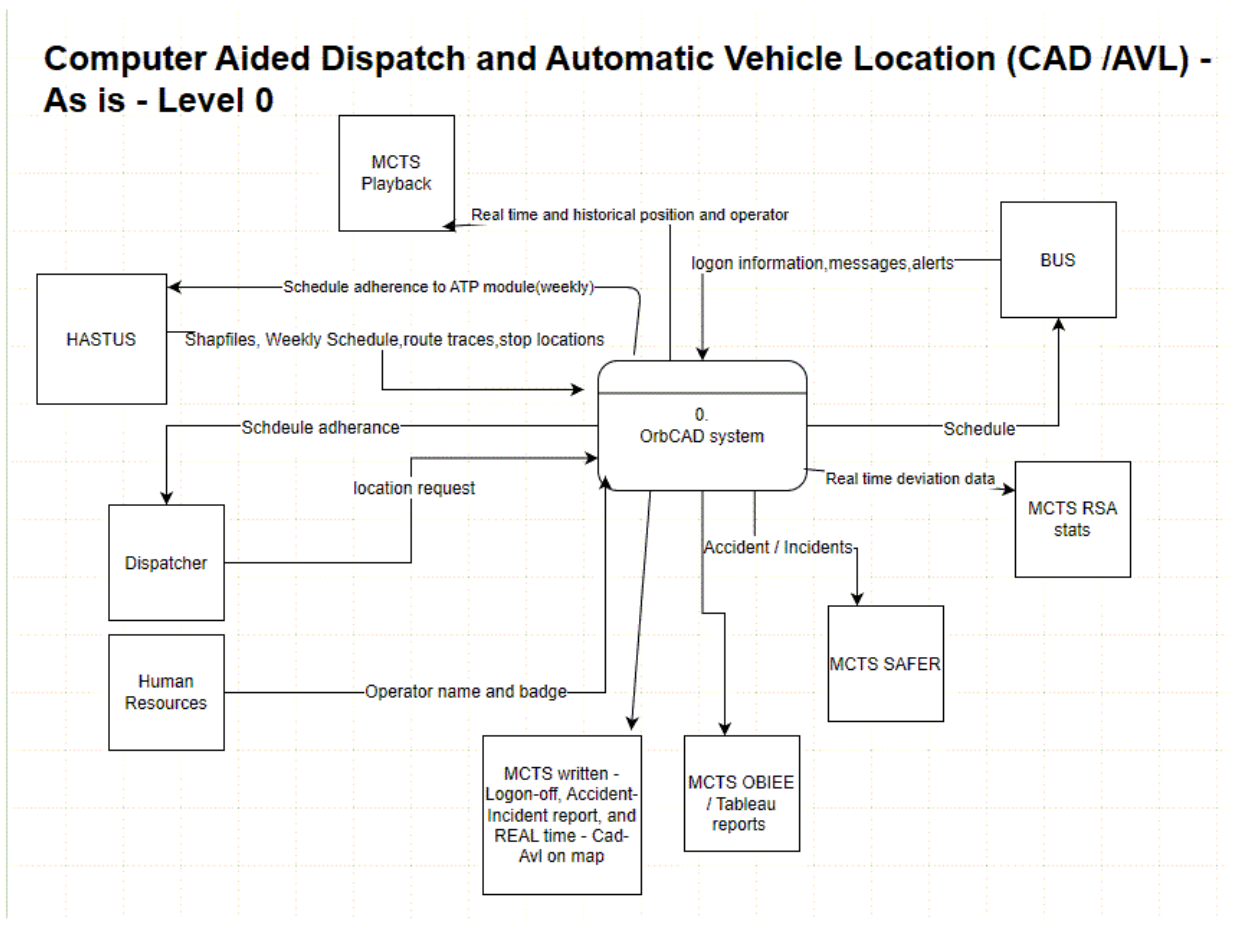 Computer Aided Dispatch and Automatic Vehicle Location (CAD /AVL) -
As is - Level 0
MCTS
Playback
Real time and historical position and operator
logon information,messages,alerts
BUS
Schedule adherence to ATP module(weekly)
HASTUS
Shapfiles, Weekly Schedule,route traces,stop locations
0.
OrbCAD system
Schdeule adherance
Schedule
location request
Real time deviation data
MCTS RSA
stats
Dispatcher
Accident / Incidents
MCTS SAFER
Human
Resources
Operator name and badge
MCTS written -
Logon-off, Accident-
Incident report, and
REAL time - Cad-
Avl on map
MCTS OBIEE
/ Tableau
reports